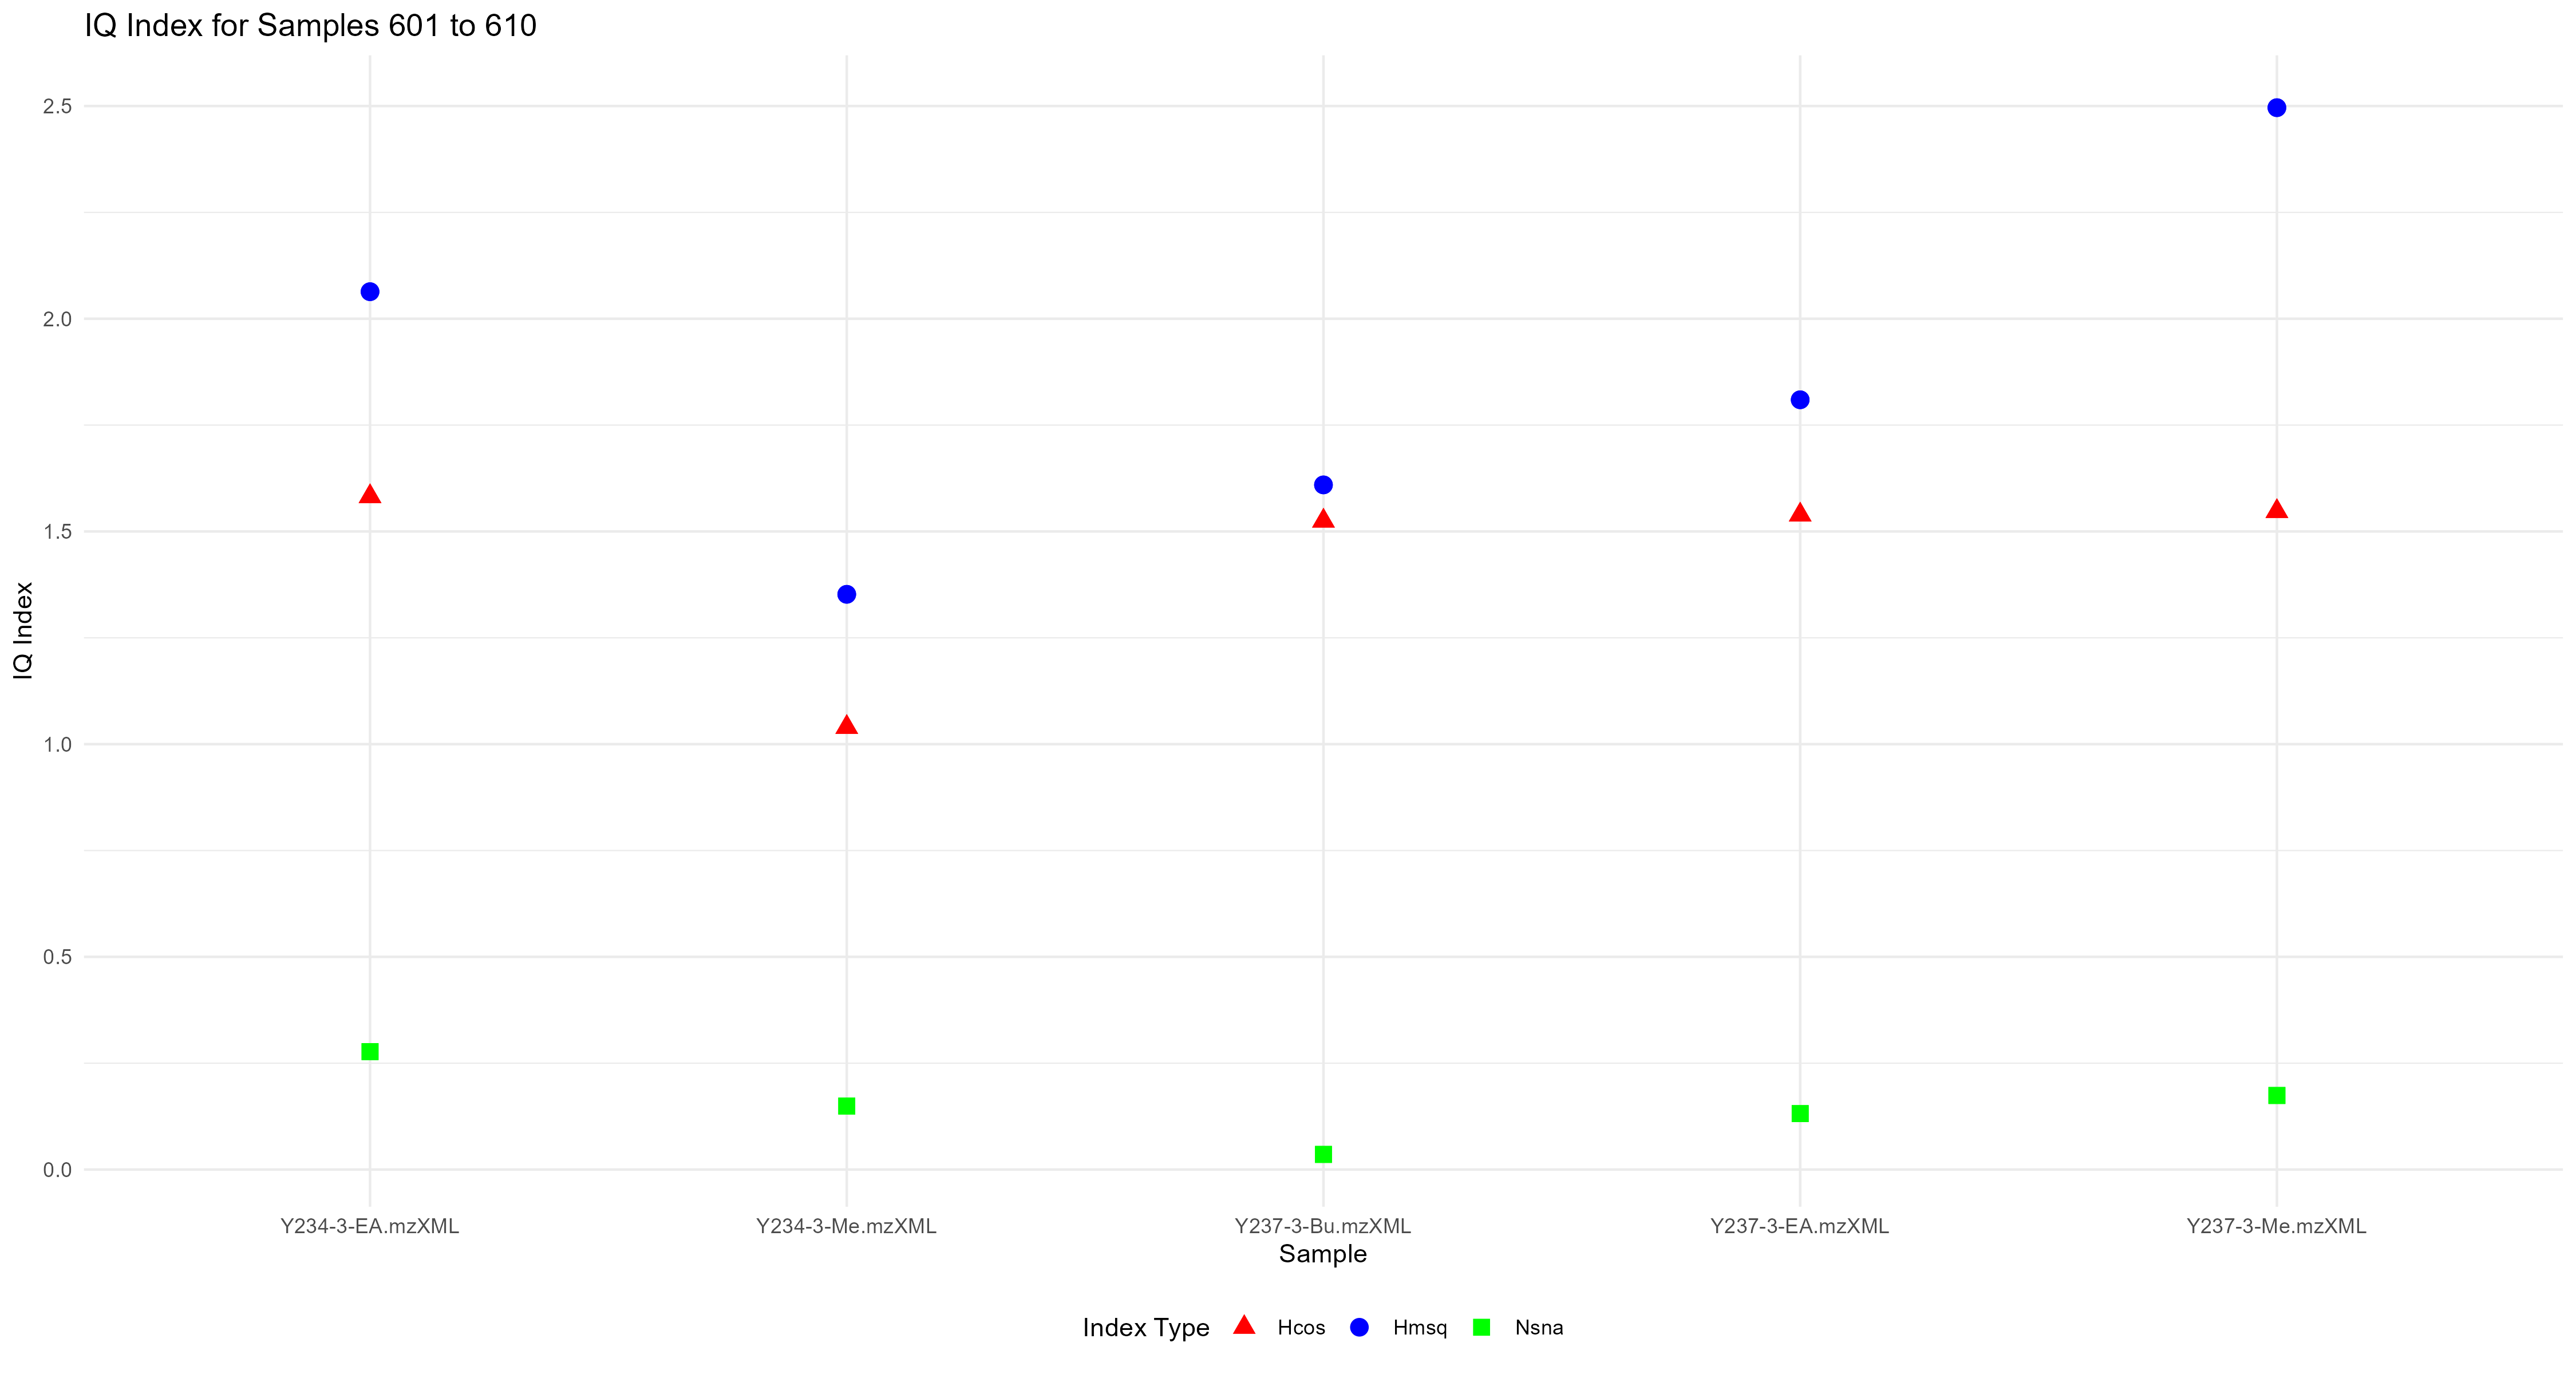 IQ Index for Samples 601 to 610
2.5
2.0
1.5
1.0
0.5
0.0
IQ Index
Y234-3-EA.mzXML Y234-3-Me.mzXML Y237-3-Bu.mzXML Y237-3-EA.mzXML Y237-3-Me.mzXML
Sample
Index Type Hcos Hmsq Nsna